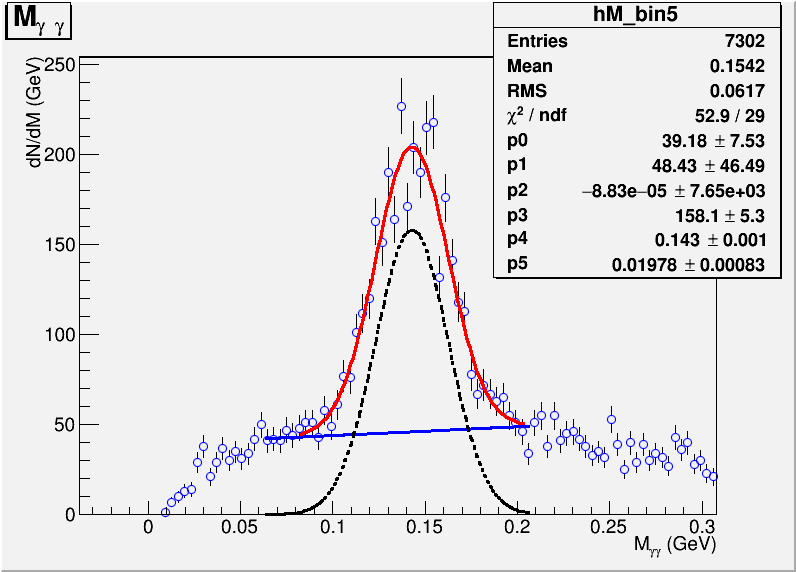 M γ γ
hM_bin5
Entries 7302
Mean 0.1542
RMS 0.0617
χ² / ndf 52.9 / 29
p0 39.18 ± 7.53
p1 48.43 ± 46.49
p2 −8.83e−05 ± 7.65e+03
p3 158.1 ± 5.3
p4 0.143 ± 0.001
p5 0.01978 ± 0.00083
dN/dM (GeV)
250
200
150
100
50
0
0 0.05 0.1 0.15 0.2 0.25 0.3
M γγ (GeV)